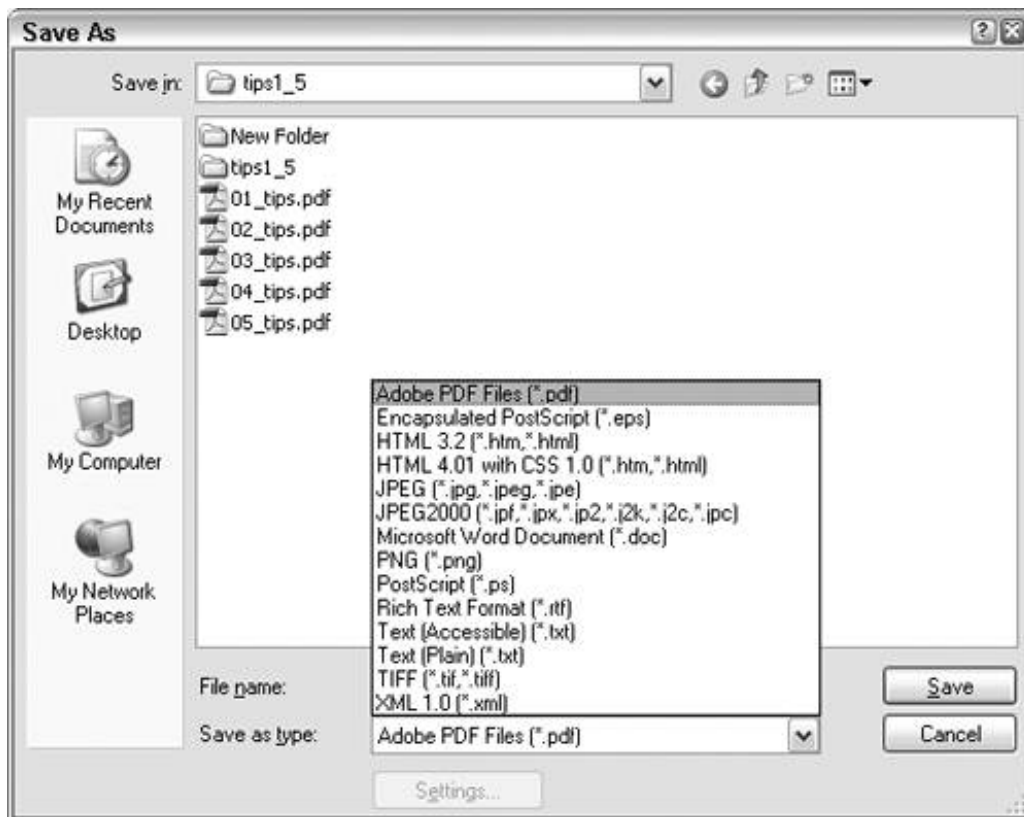 Save As
Save in:
tips1_5
My Recent
Documents
Desktop
My Computer
My Network
Places
New Folder
tips1_5
01_tips.pdf
02_tips.pdf
03_tips.pdf
04_tips.pdf
05_tips.pdf
Adobe PDF Files (*.pdf)
Encapsulated PostScript (*.eps)
HTML 3.2 (*.htm,*.html)
HTML 4.01 with CSS 1.0 (*.htm,*.html)
JPEG (*.jpg,*.jpeg,*.jpe)
JPEG2000 (*.jpf,*.jpx,*.jp2,*.j2k,*.j2c,*.jpc)
Microsoft Word Document (*.doc)
PNG (*.png)
PostScript (*.ps)
Rich Text Format (*.rtf)
Text (Accessible) (*.txt)
Text (Plain) (*.txt)
TIFF (*.tif,*.tiff)
XML 1.0 (*.xml)
File name:
Save
Save as type:
Adobe PDF Files (*.pdf)
Cancel
Settings...